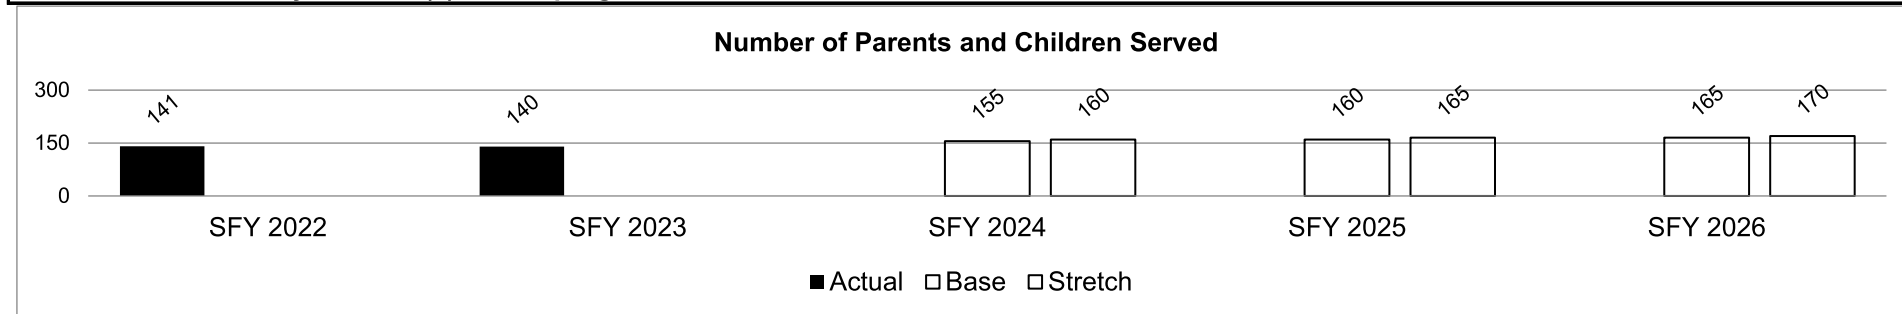 Number of Parents and Children Served
300
150
0
141
140
155
160
160
165
165
170
SFY 2022
SFY 2023
SFY 2024
SFY 2025
SFY 2026
Actual
Base
Stretch